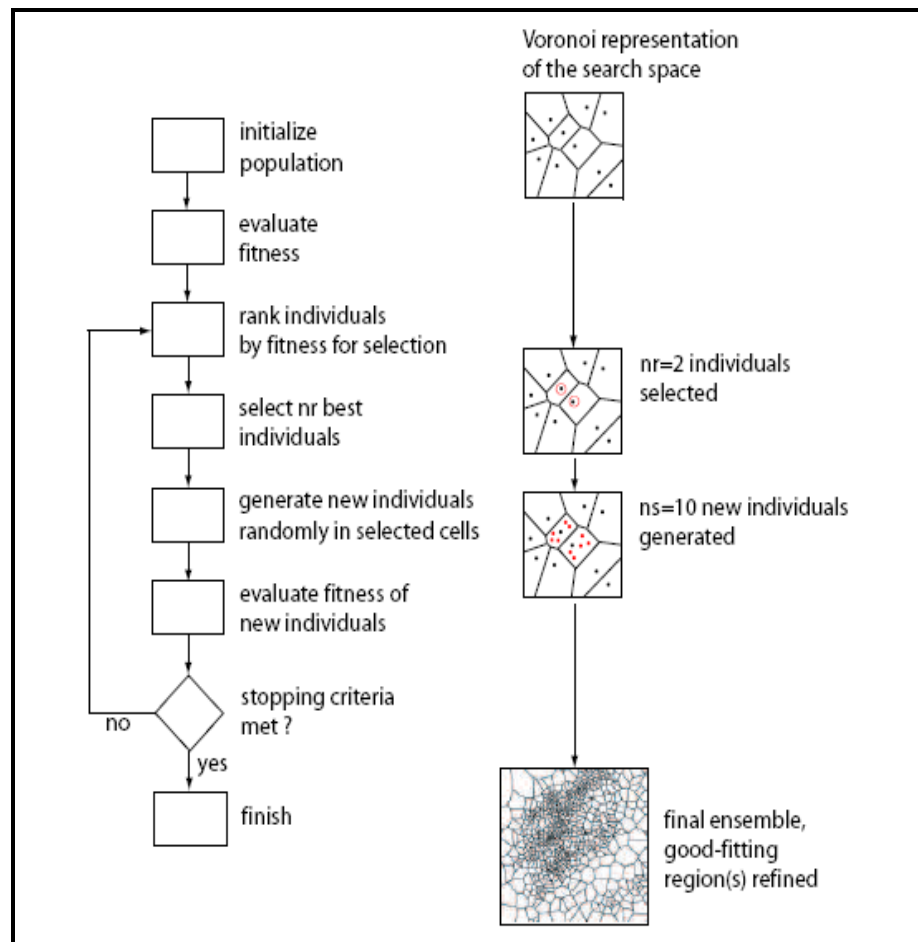 initialize
population
evaluate
fitness
rank individuals
by fitness for selection
select nr best
individuals
generate new individuals
randomly in selected cells
evaluate fitness of
new individuals
stopping criteria
met ?
no
yes
finish
Voronoi representation
of the search space
nr=2 individuals
selected
ns=10 new individuals
generated
final ensemble,
good-fitting
region(s) refined